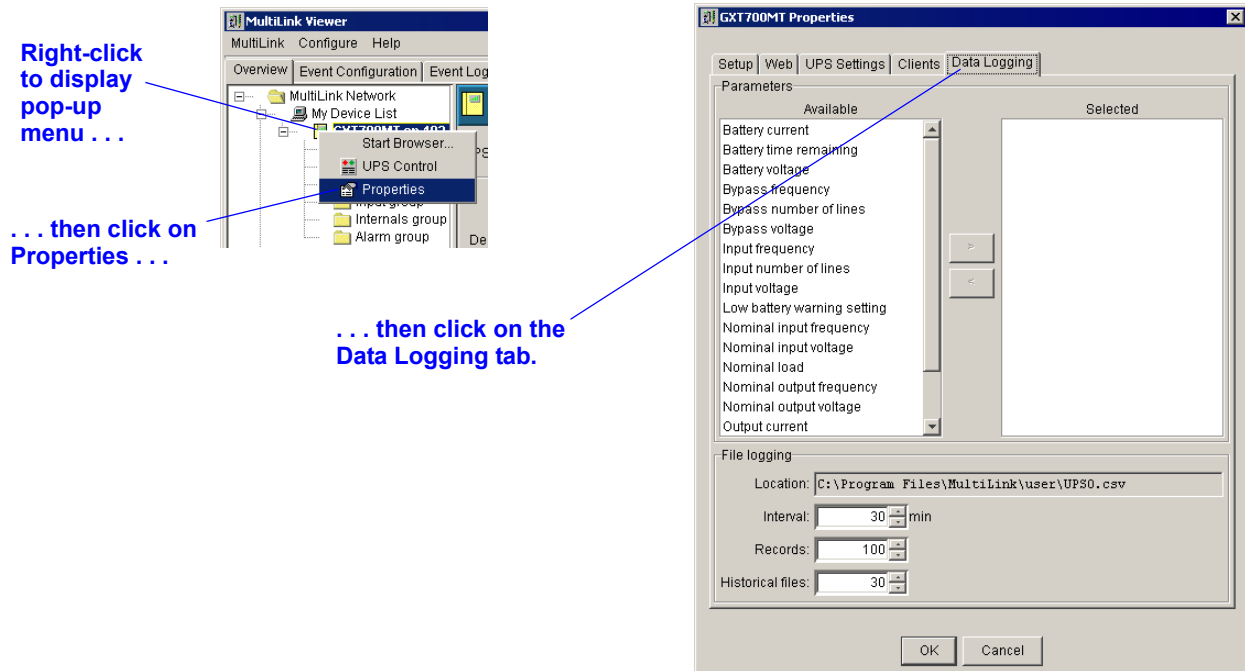 MultiLink Viewer
MultiLink Configure Help
Overview Event Configuration Event Log
MultiLink Network
My Device List
GXT700MT on 192
Start Browser...
UPS Control
Properties
Input group
Internals group
Alarm group
De
Right-click
to display
pop-up
menu . . .
. . . then click on
Properties . . .
. . . then click on the
Data Logging tab.
GXT700MT Properties
Setup Web UPS Settings Clients Data Logging
Parameters
Available
Selected
Battery current
Battery time remaining
Battery voltage
Bypass frequency
Bypass number of lines
Bypass voltage
Input frequency
Input number of lines
Input voltage
Low battery warning setting
Nominal input frequency
Nominal input voltage
Nominal load
Nominal output frequency
Nominal output voltage
Output current
>
<
File logging
Location: C:\Program Files\MultiLink\user\UPS0.csv
Interval: 30 min
Records: 100
Historical files: 30
OK Cancel